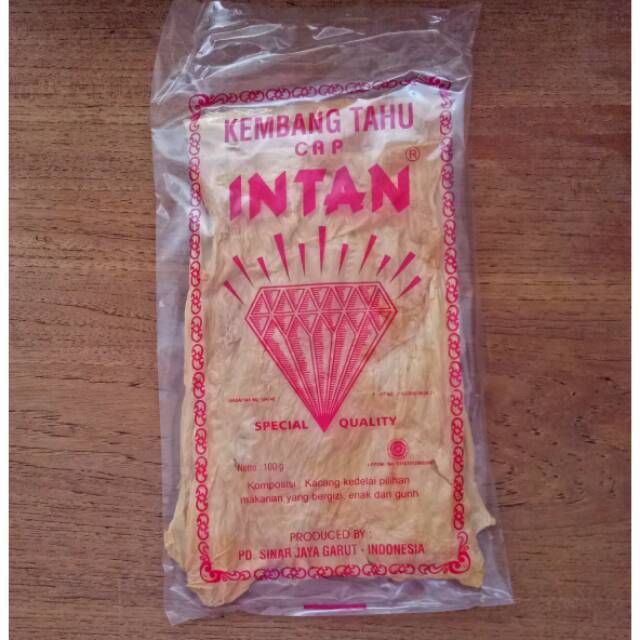 KEMBANG TAHU
CAP
INTAN ®
SPECIAL QUALITY
Netto : 100 g
Komposisi : Kacang kedelai pilihan
makanan yang bergizi, enak dan gurih
PRODUCED BY :
PD. SINAR JAYA GARUT - INDONESIA